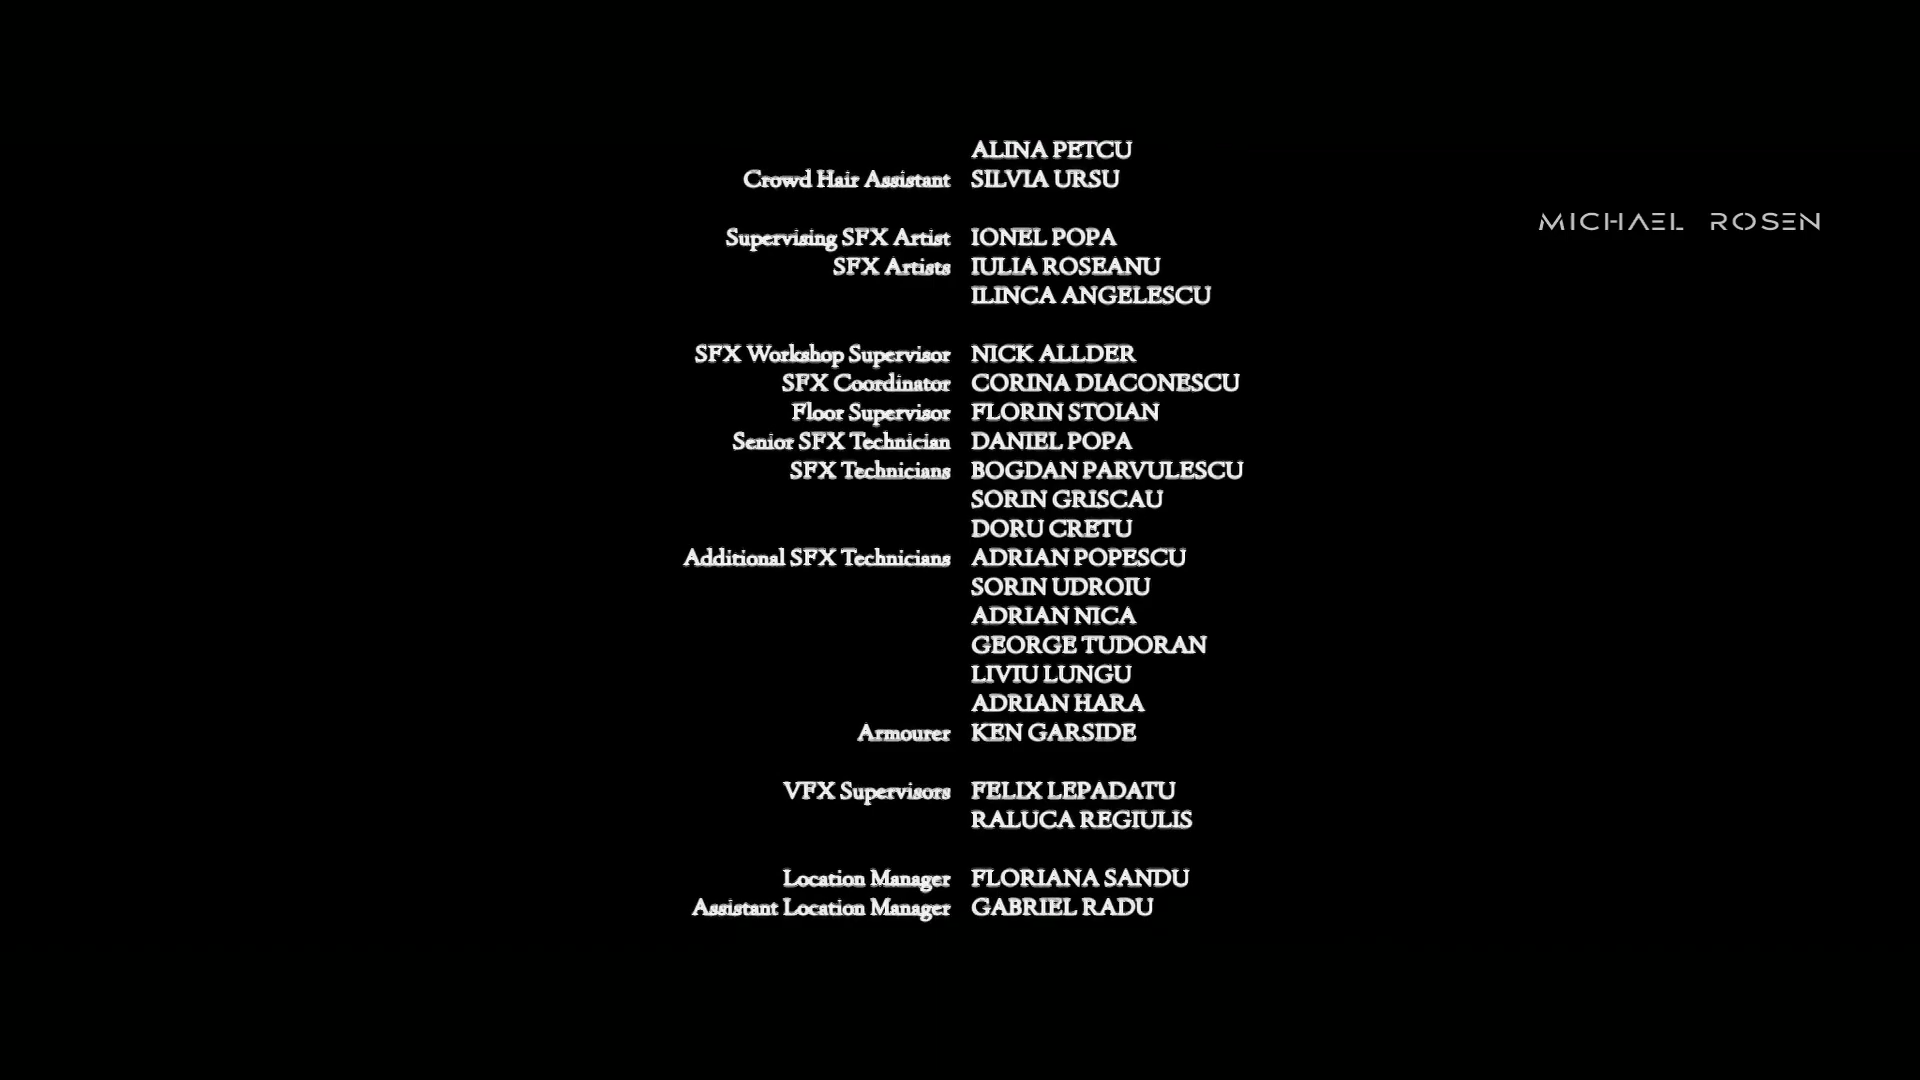 ALINA PETCU
Crowd Hair Assistant SILVIA URSU
MICHAEL ROSEN
Supervising SFX Artist IONEL POPA
SFX Artists IULIA ROSEANU
ILINCA ANGELESCU
SFX Workshop Supervisor NICK ALLDER
SFX Coordinator CORINA DIACONESCU
Floor Supervisor FLORIN STOIAN
Senior SFX Technician DANIEL POPA
SFX Technicians BOGDAN PARVULESCU
SORIN GRISCAU
DORU CRETU
Additional SFX Technicians ADRIAN POPESCU
SORIN UDROIU
ADRIAN NICA
GEORGE TUDORAN
LIVIU LUNGU
ADRIAN HARA
Armourer KEN GARSIDE
VFX Supervisors FELIX LEPADATU
RALUCA REGIULIS
Location Manager FLORIANA SANDU
Assistant Location Manager GABRIEL RADU